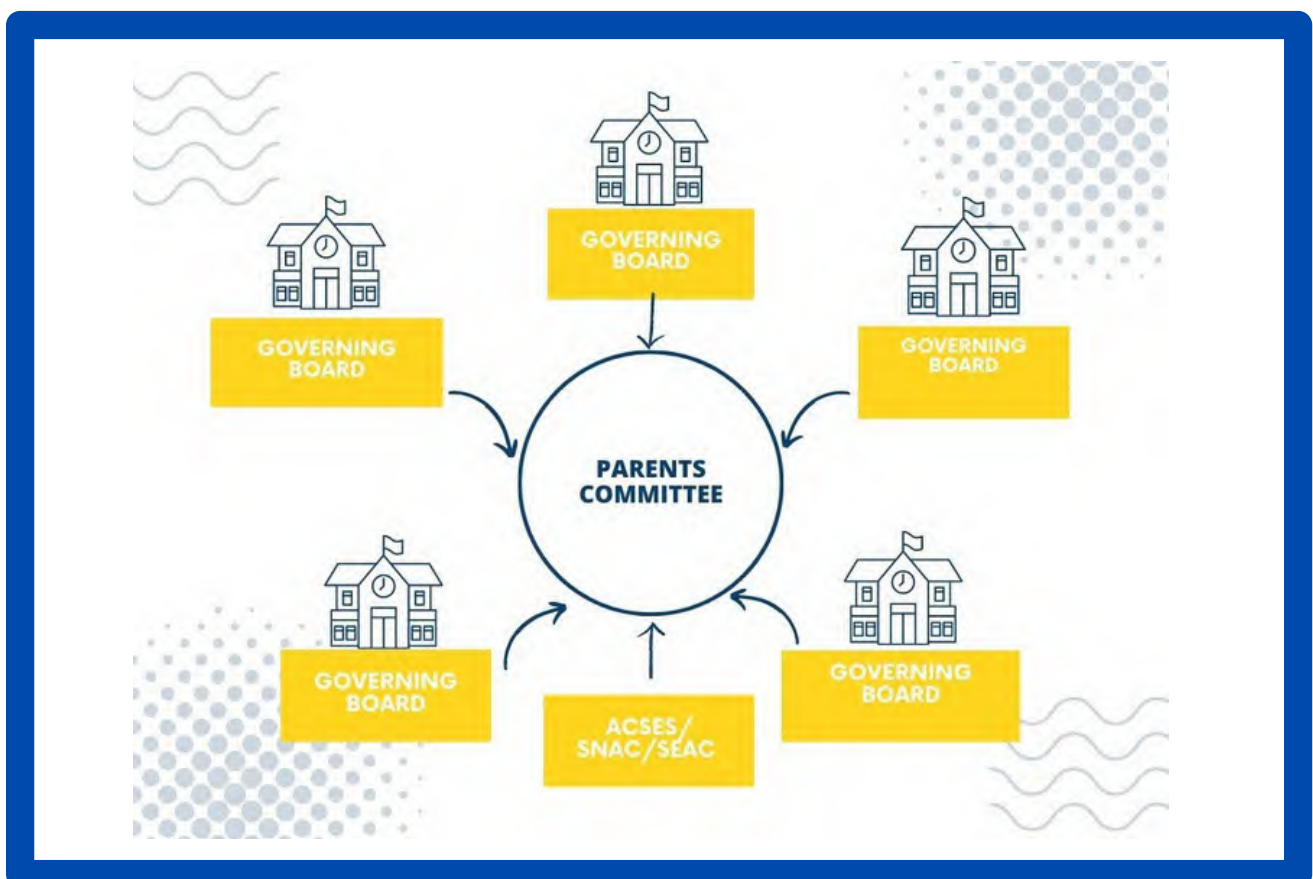 GOVERNING
BOARD
GOVERNING
BOARD
GOVERNING
BOARD
PARENTS
COMMITTEE
GOVERNING
BOARD
ACSES/
SNAC/SEAC
GOVERNING
BOARD